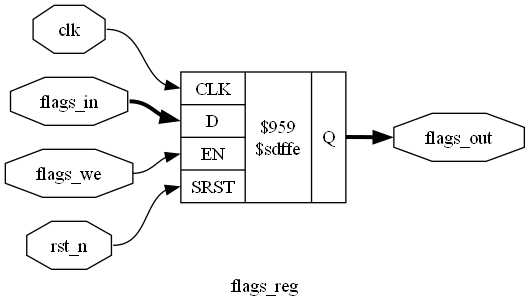 clk
flags_in
flags_we
rst_n
CLK
D
EN
SRST
$959
$sdffe
Q
flags_out
flags_reg